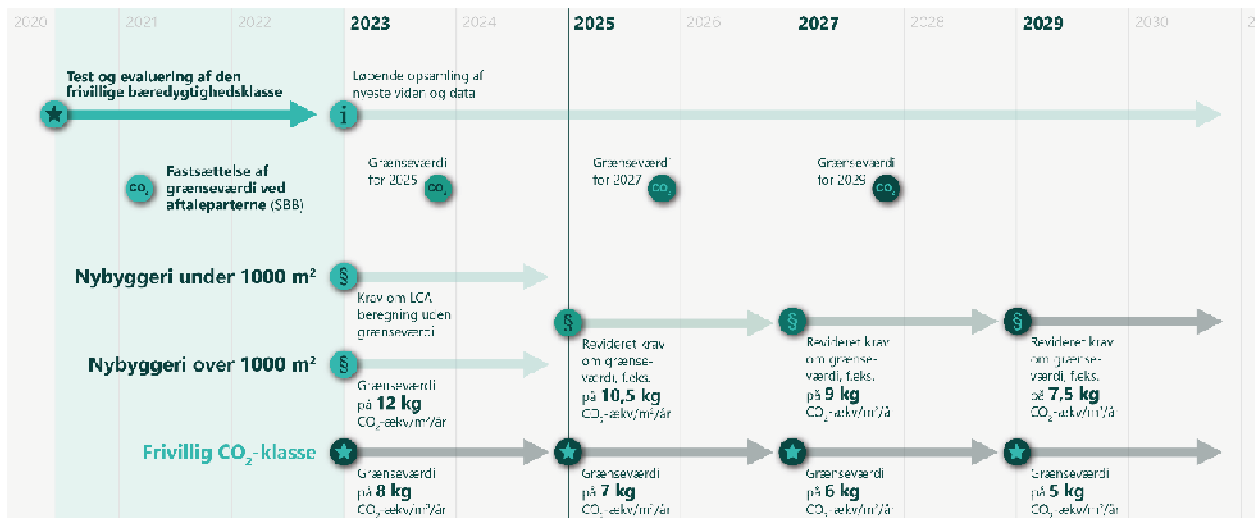 2020
2021
2022
2023
2024
2025
2026
2027
2028
2029
2030
Test og evaluering af den
frivillige bæredygtighedsklasse
Løbende opsamling af
nyeste viden og data
i
CO₂
Fastsættelse af
grænseværdi ved
aftaleparterne (SBB)
Grænseværdi
for 2025
CO₂
Grænseværdi
for 2027
CO₂
Grænseværdi
for 2029
CO₂
Nybyggeri under 1000 m²
§
Krav om LCA
beregning uden
grænseværdi
Nybyggeri over 1000 m²
§
Grænseværdi
på 12 kg
CO₂-ækv/m²/år
§
Revideret krav
om grænse-
værdi, f.eks.
på 10,5 kg
CO₂-ækv/m²/år
§
Revideret krav
om grænse-
værdi, f.eks.
på 9 kg
CO₂-ækv/m²/å
§
Revideret krav
om grænse-
værdi, f.eks.
på 7,5 kg
CO₂-ækv/m²/år
Frivillig CO₂-klasse
Grænseværdi
på 8 kg
CO₂-ækv/m²/år
Grænseværdi
på 7 kg
CO₂-ækv/m²/år
Grænseværdi
på 6 kg
CO₂-ækv/m²/år
Grænseværdi
på 5 kg
CO₂-ækv/m²/år